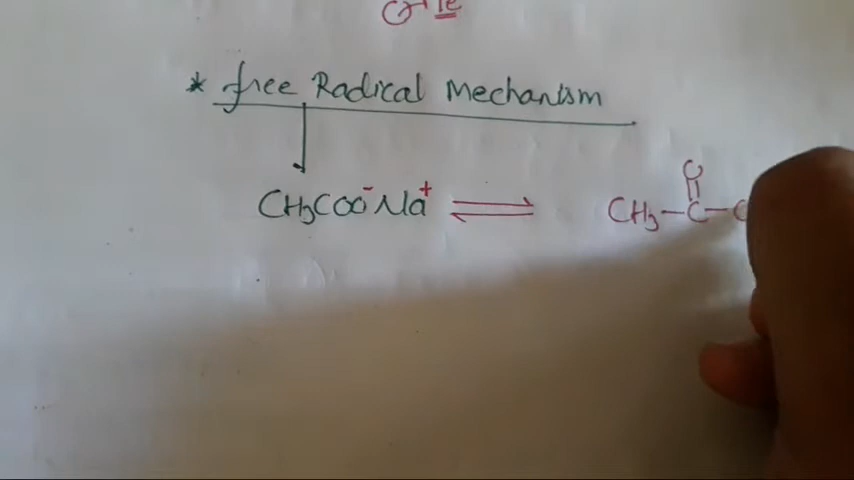 * free Radical Mechanism
CH3COO⁻Na⁺ ⇌ CH3–C–
O
||